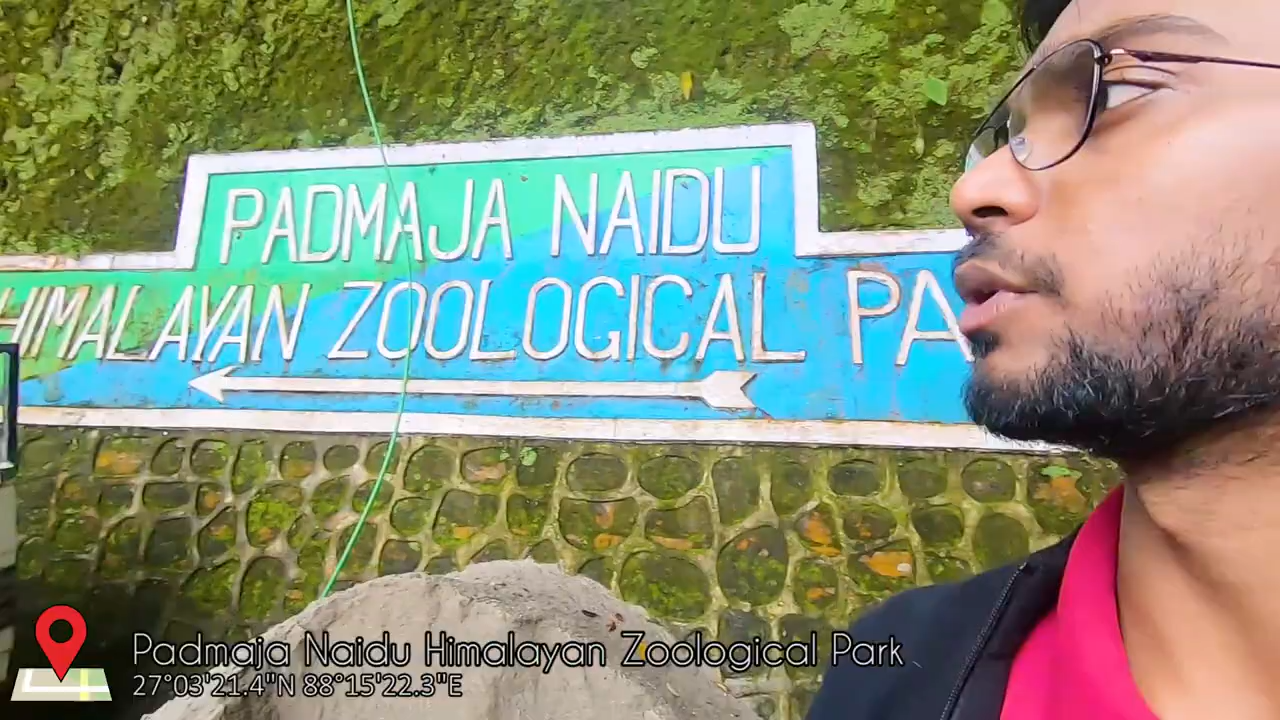 PADMAJA NAIDU
HIMALAYAN ZOOLOGICAL PA
Padmaja Naidu Himalayan Zoological Park
27°03'21.4"N 88°15'22.3"E